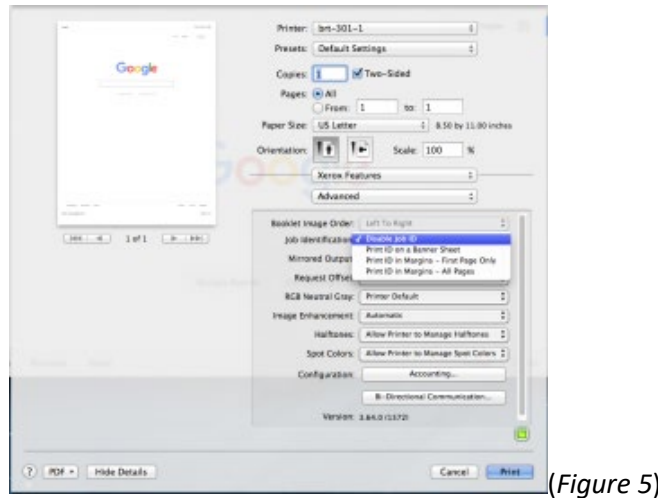 Printer: brt-301-1
Presets: Default Settings
Copies: 1 Two-Sided
Pages: All
From: 1 to: 1
Paper Size: US Letter 8.50 by 11.00 inches
Orientation: Scale: 100 %
Xerox Features
Advanced
Google
1 of 1
Booklet Image Order: Left To Right
Job Identification: Disable Job ID
Print ID on a Banner Sheet
Print ID in Margins - First Page Only
Print ID in Margins - All Pages
Mirrored Output
Request Offset
RGB Neutral Gray: Printer Default
Image Enhancement: Automatic
Halftones: Allow Printer to Manage Halftones
Spot Colors: Allow Printer to Manage Spot Colors
Configuration: Accounting...
Bi-Directional Communication...
Version: 3.64.0 (1372)
? PDF Hide Details Cancel Print
(Figure 5)